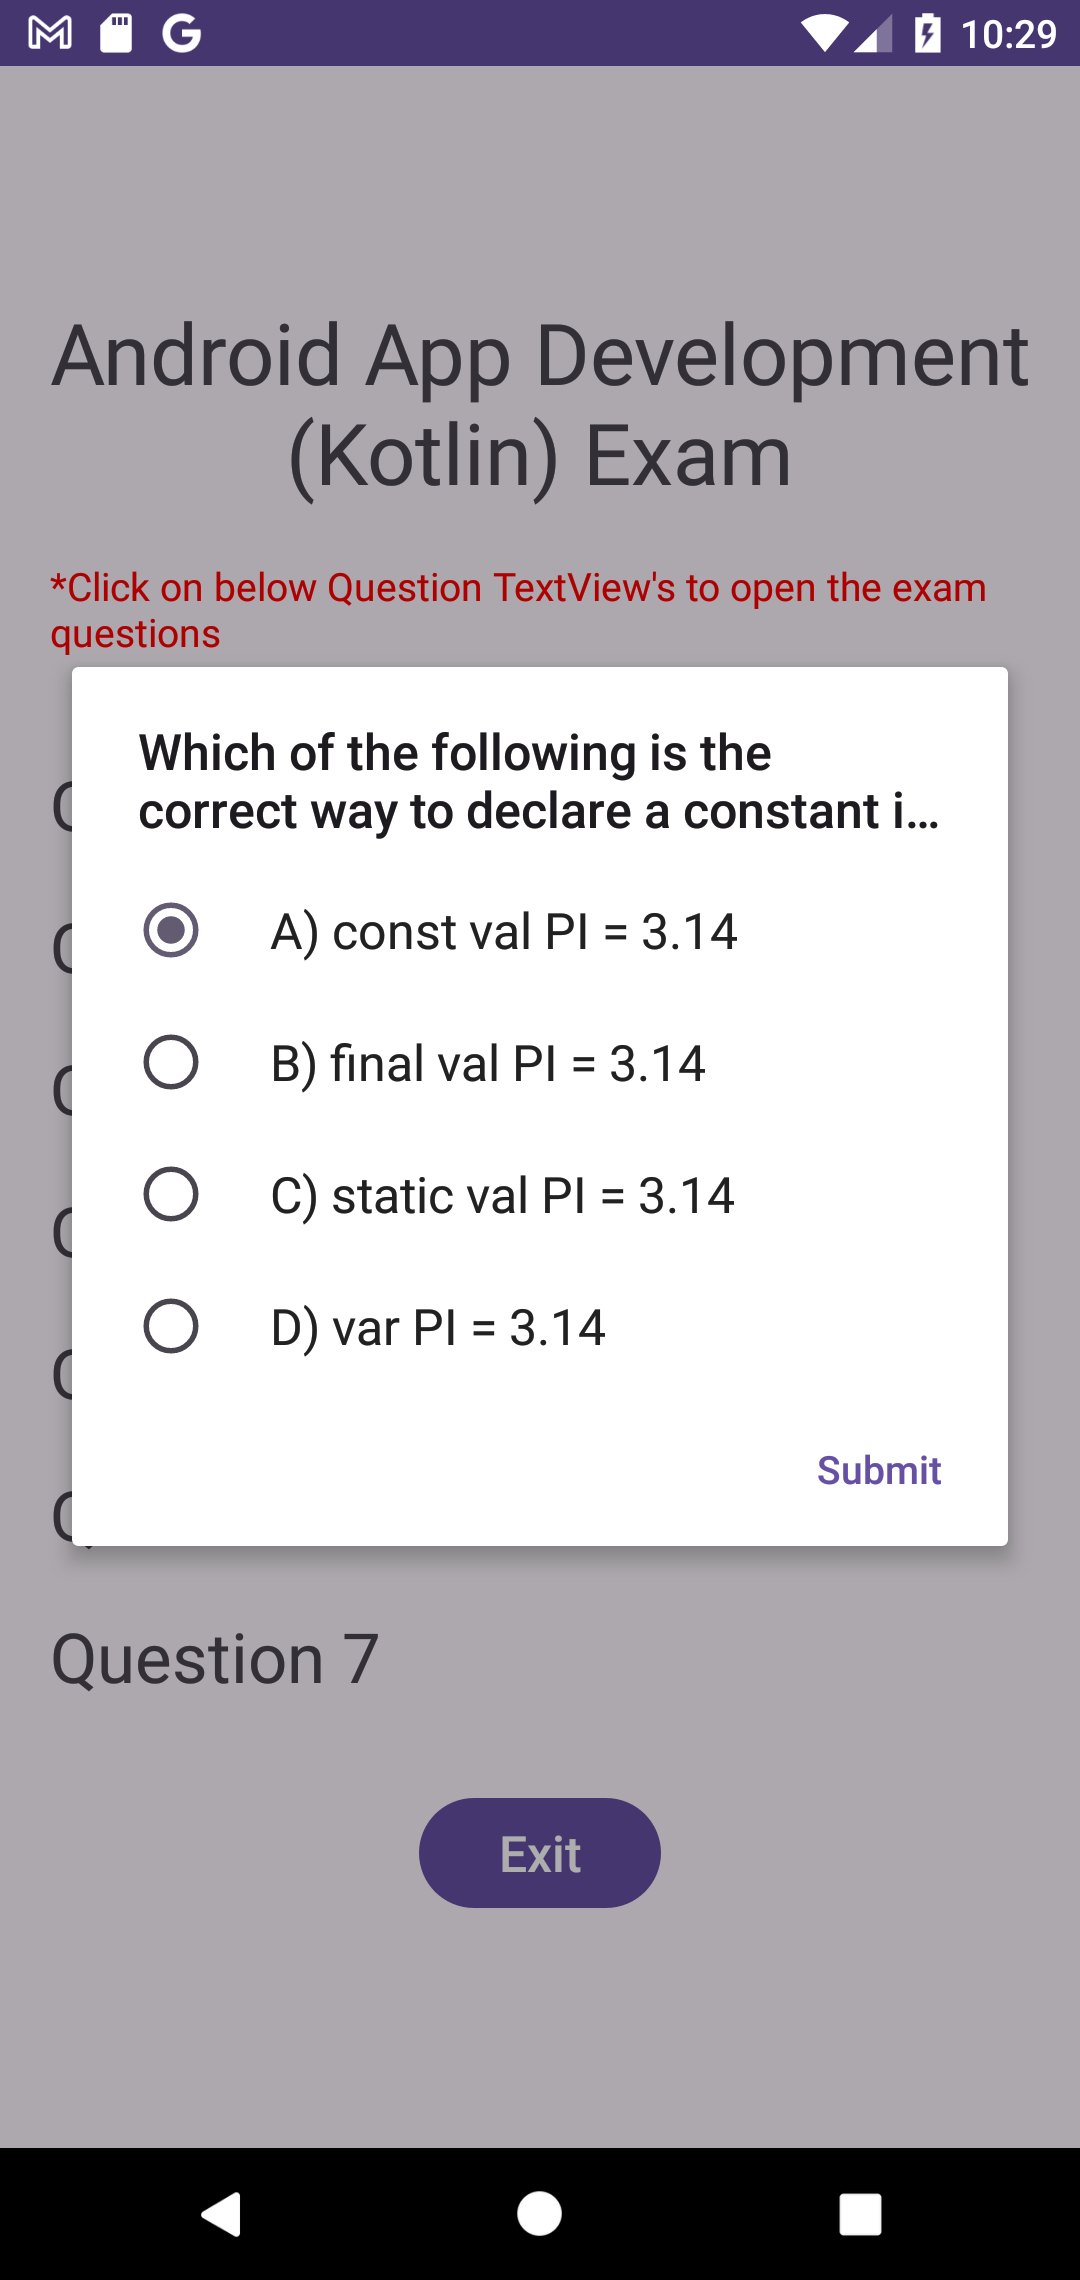 10:29
Android App Development
(Kotlin) Exam
*Click on below Question TextView's to open the exam
questions
Which of the following is the
correct way to declare a constant i...
A) const val PI = 3.14
B) final val PI = 3.14
C) static val PI = 3.14
D) var PI = 3.14
Submit
Question 7
Exit